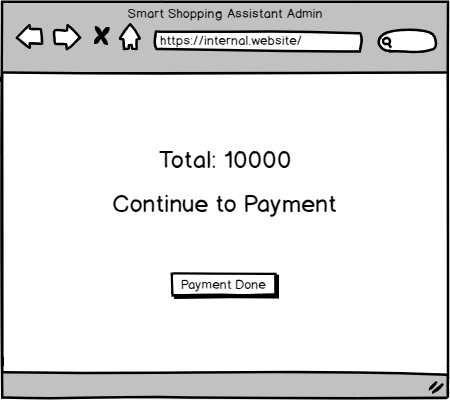 Smart Shopping Assistant Admin
https://internal.website/
Total: 10000
Continue to Payment
Payment Done